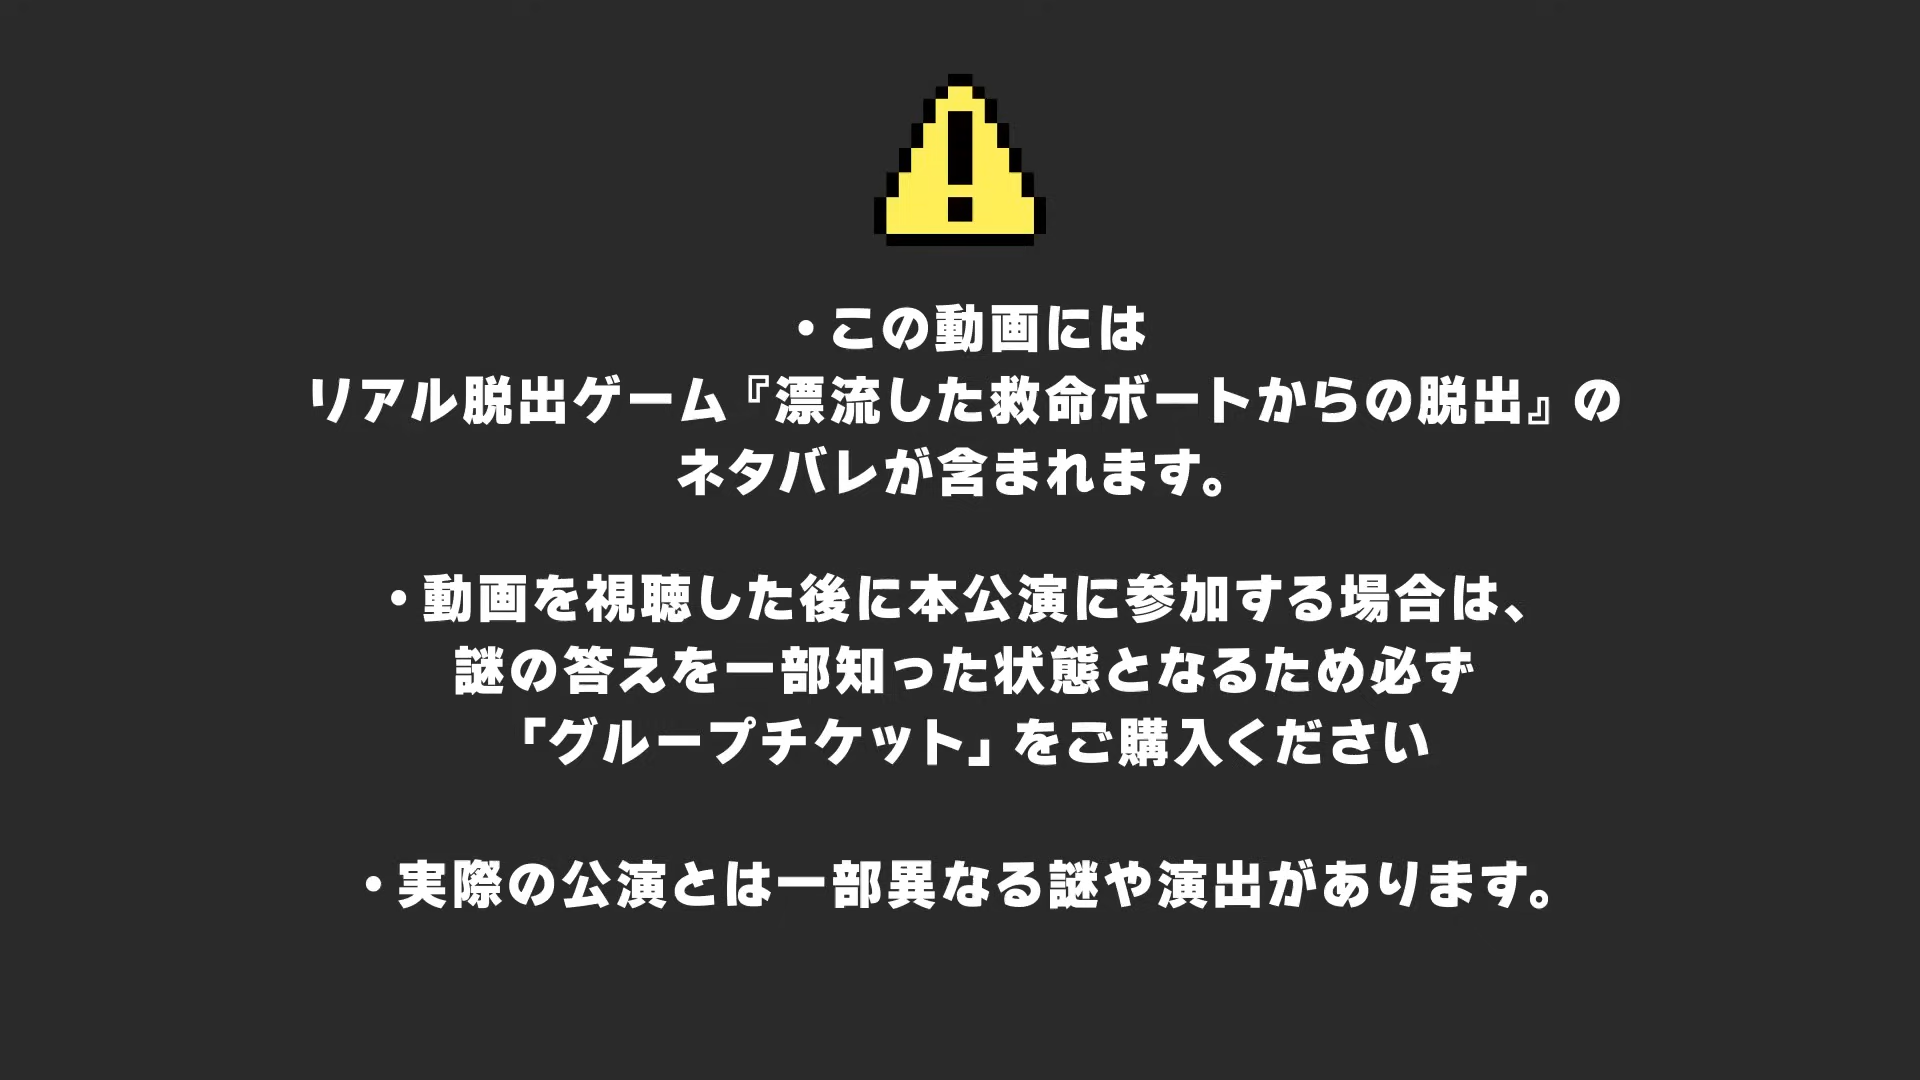 ・この動画には
リアル脱出ゲーム『漂流した救命ボートからの脱出』の
ネタバレが含まれます。
・動画を視聴した後に本公演に参加する場合は、
謎の答えを一部知った状態となるため必ず
「グループチケット」をご購入ください
・実際の公演とは一部異なる謎や演出があります。